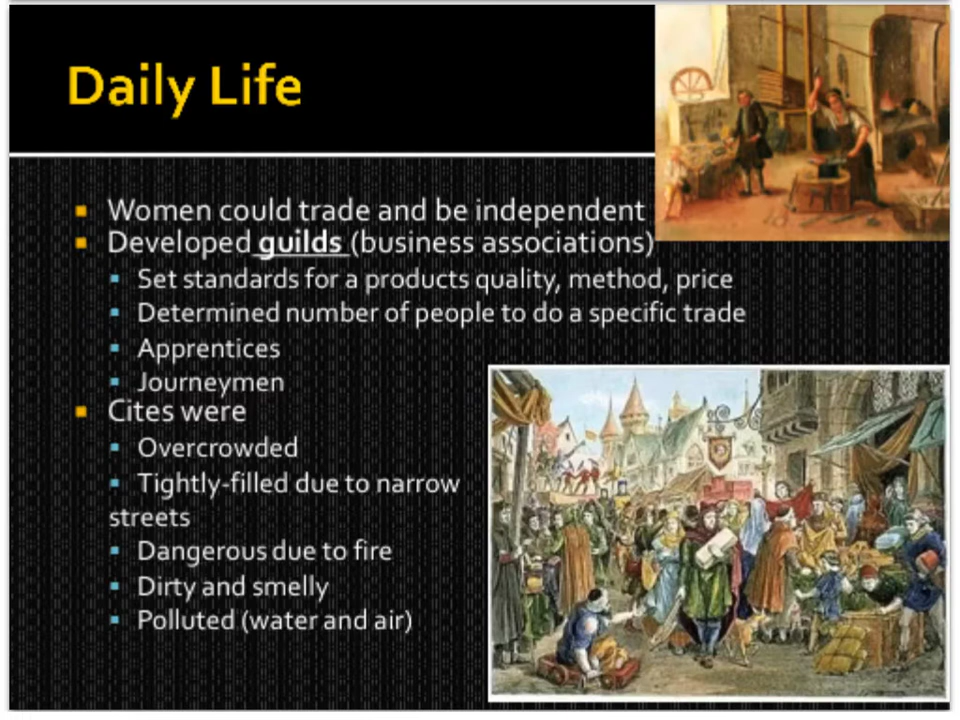 Daily Life
Women could trade and be independent
Developed guilds (business associations)
Set standards for a products quality, method, price
Determined number of people to do a specific trade
Apprentices
Journeymen
Cites were
Overcrowded
Tightly-filled due to narrow
streets
Dangerous due to fire
Dirty and smelly
Polluted (water and air)